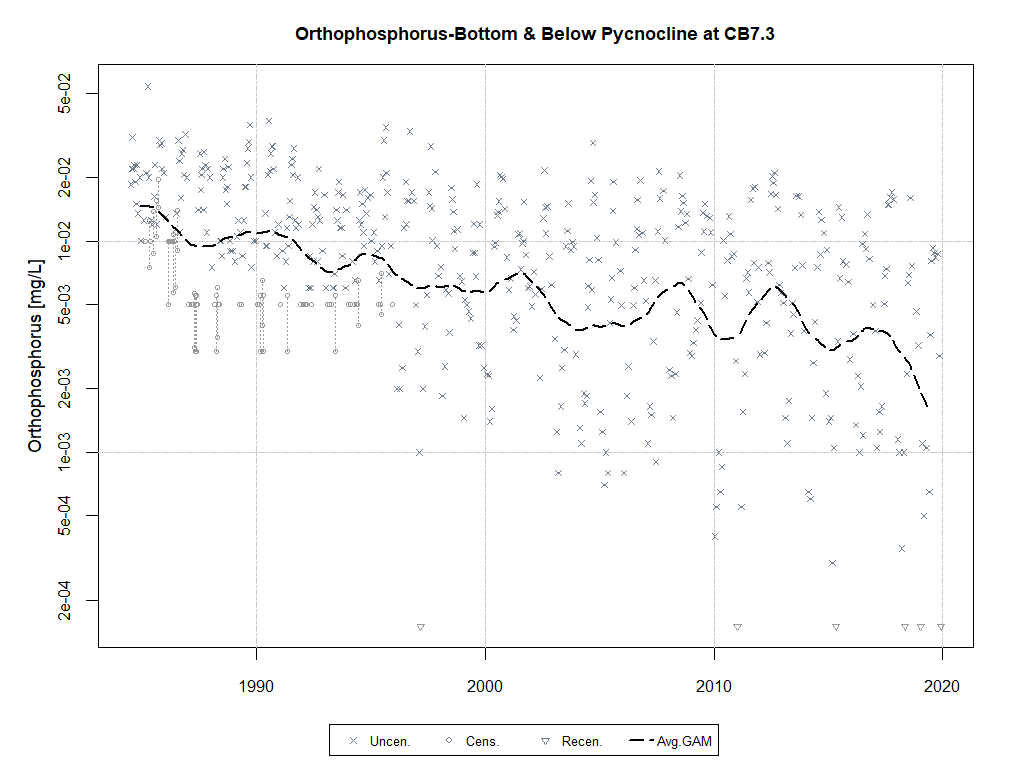 Orthophosphorus-Bottom & Below Pycnocline at CB7.3
Orthophosphorus [mg/L]
5e-02
2e-02
1e-02
5e-03
2e-03
1e-03
5e-04
2e-04
1990
2000
2010
2020
Uncen.
Cens.
Recen.
Avg.GAM